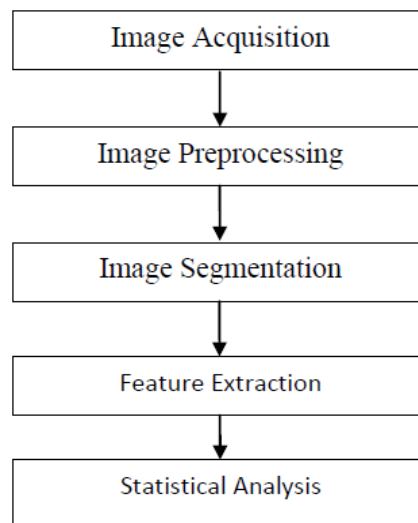 Image Acquisition
Image Preprocessing
Image Segmentation
Feature Extraction
Statistical Analysis